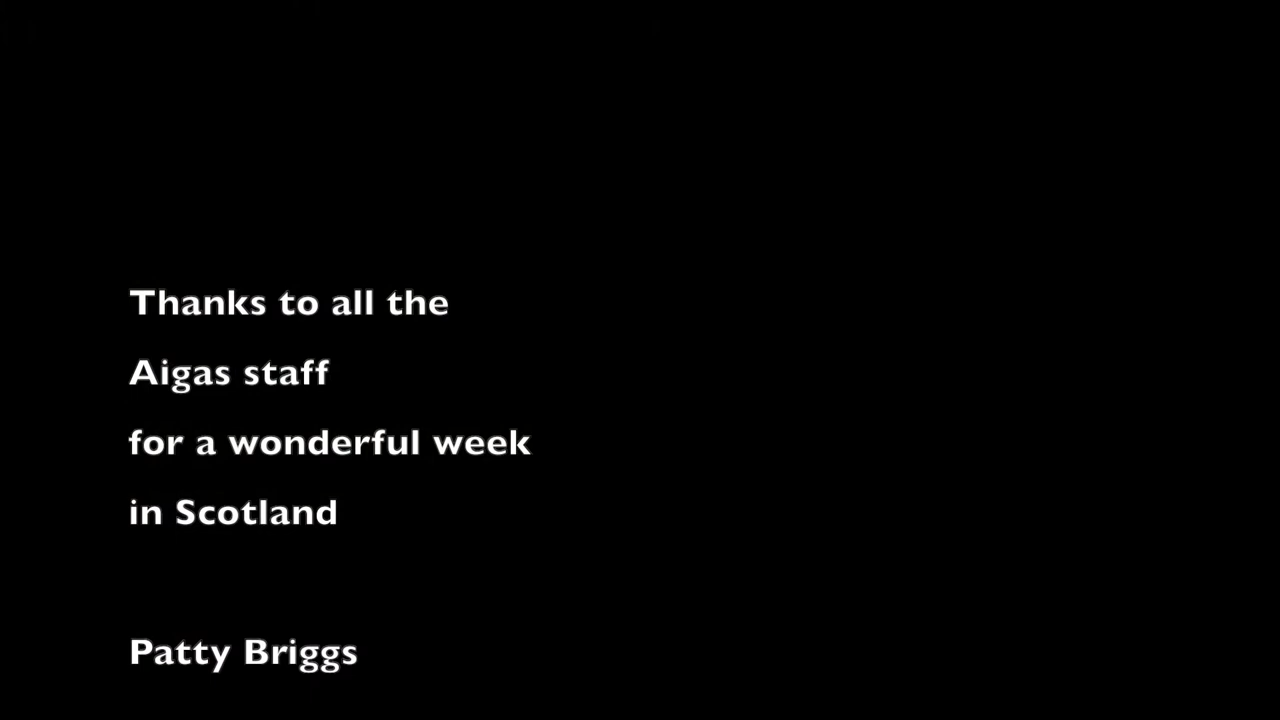 Thanks to all the
Aigas staff
for a wonderful week
in Scotland
Patty Briggs